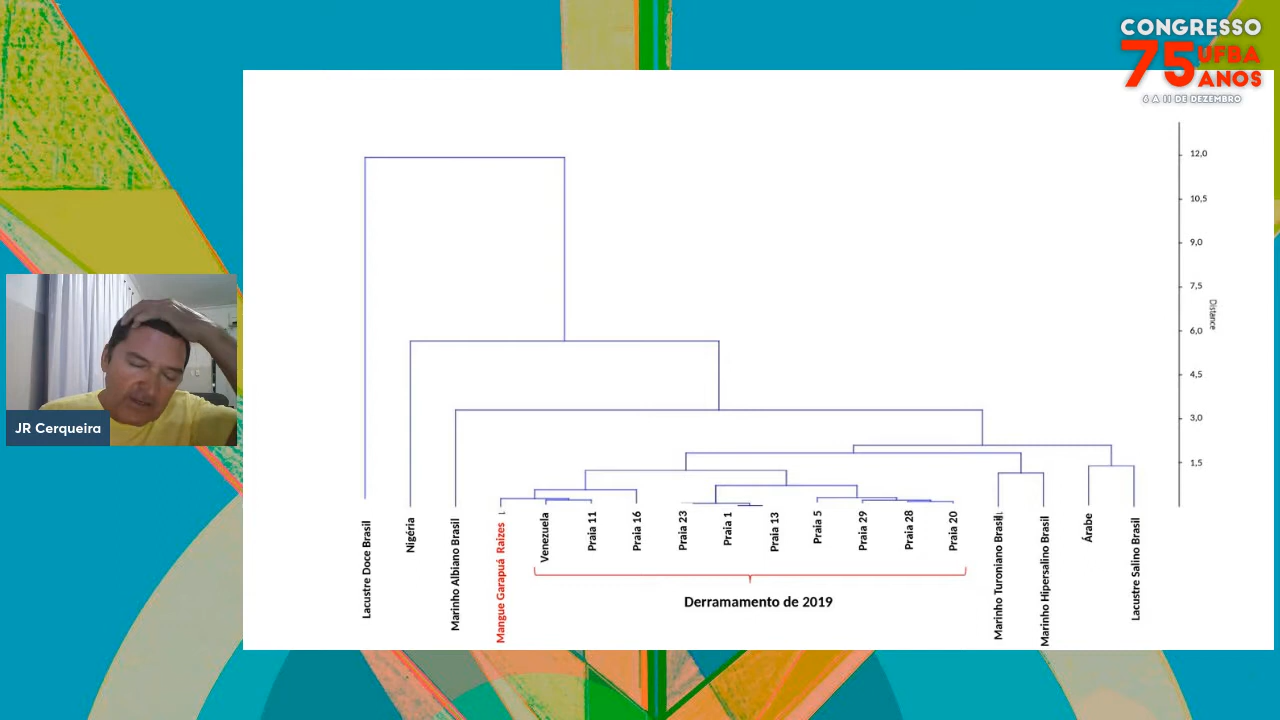 CONGRESSO
75 UFBA
ANOS
6 A 11 DE DEZEMBRO
12,0
10,5
9,0
7,5
6,0
4,5
3,0
1,5
Distance
JR Cerqueira
Lacustre Doce Brasil
Nigéria
Marinho Albiano Brasil
Mangue Garapuá Raizes
Venezuela
Praia 11
Praia 16
Praia 23
Praia 1
Praia 13
Praia 5
Praia 29
Praia 28
Praia 20
Marinho Turoniano Brasil
Marinho Hipersalino Brasil
Árabe
Lacustre Salino Brasil
Derramamento de 2019